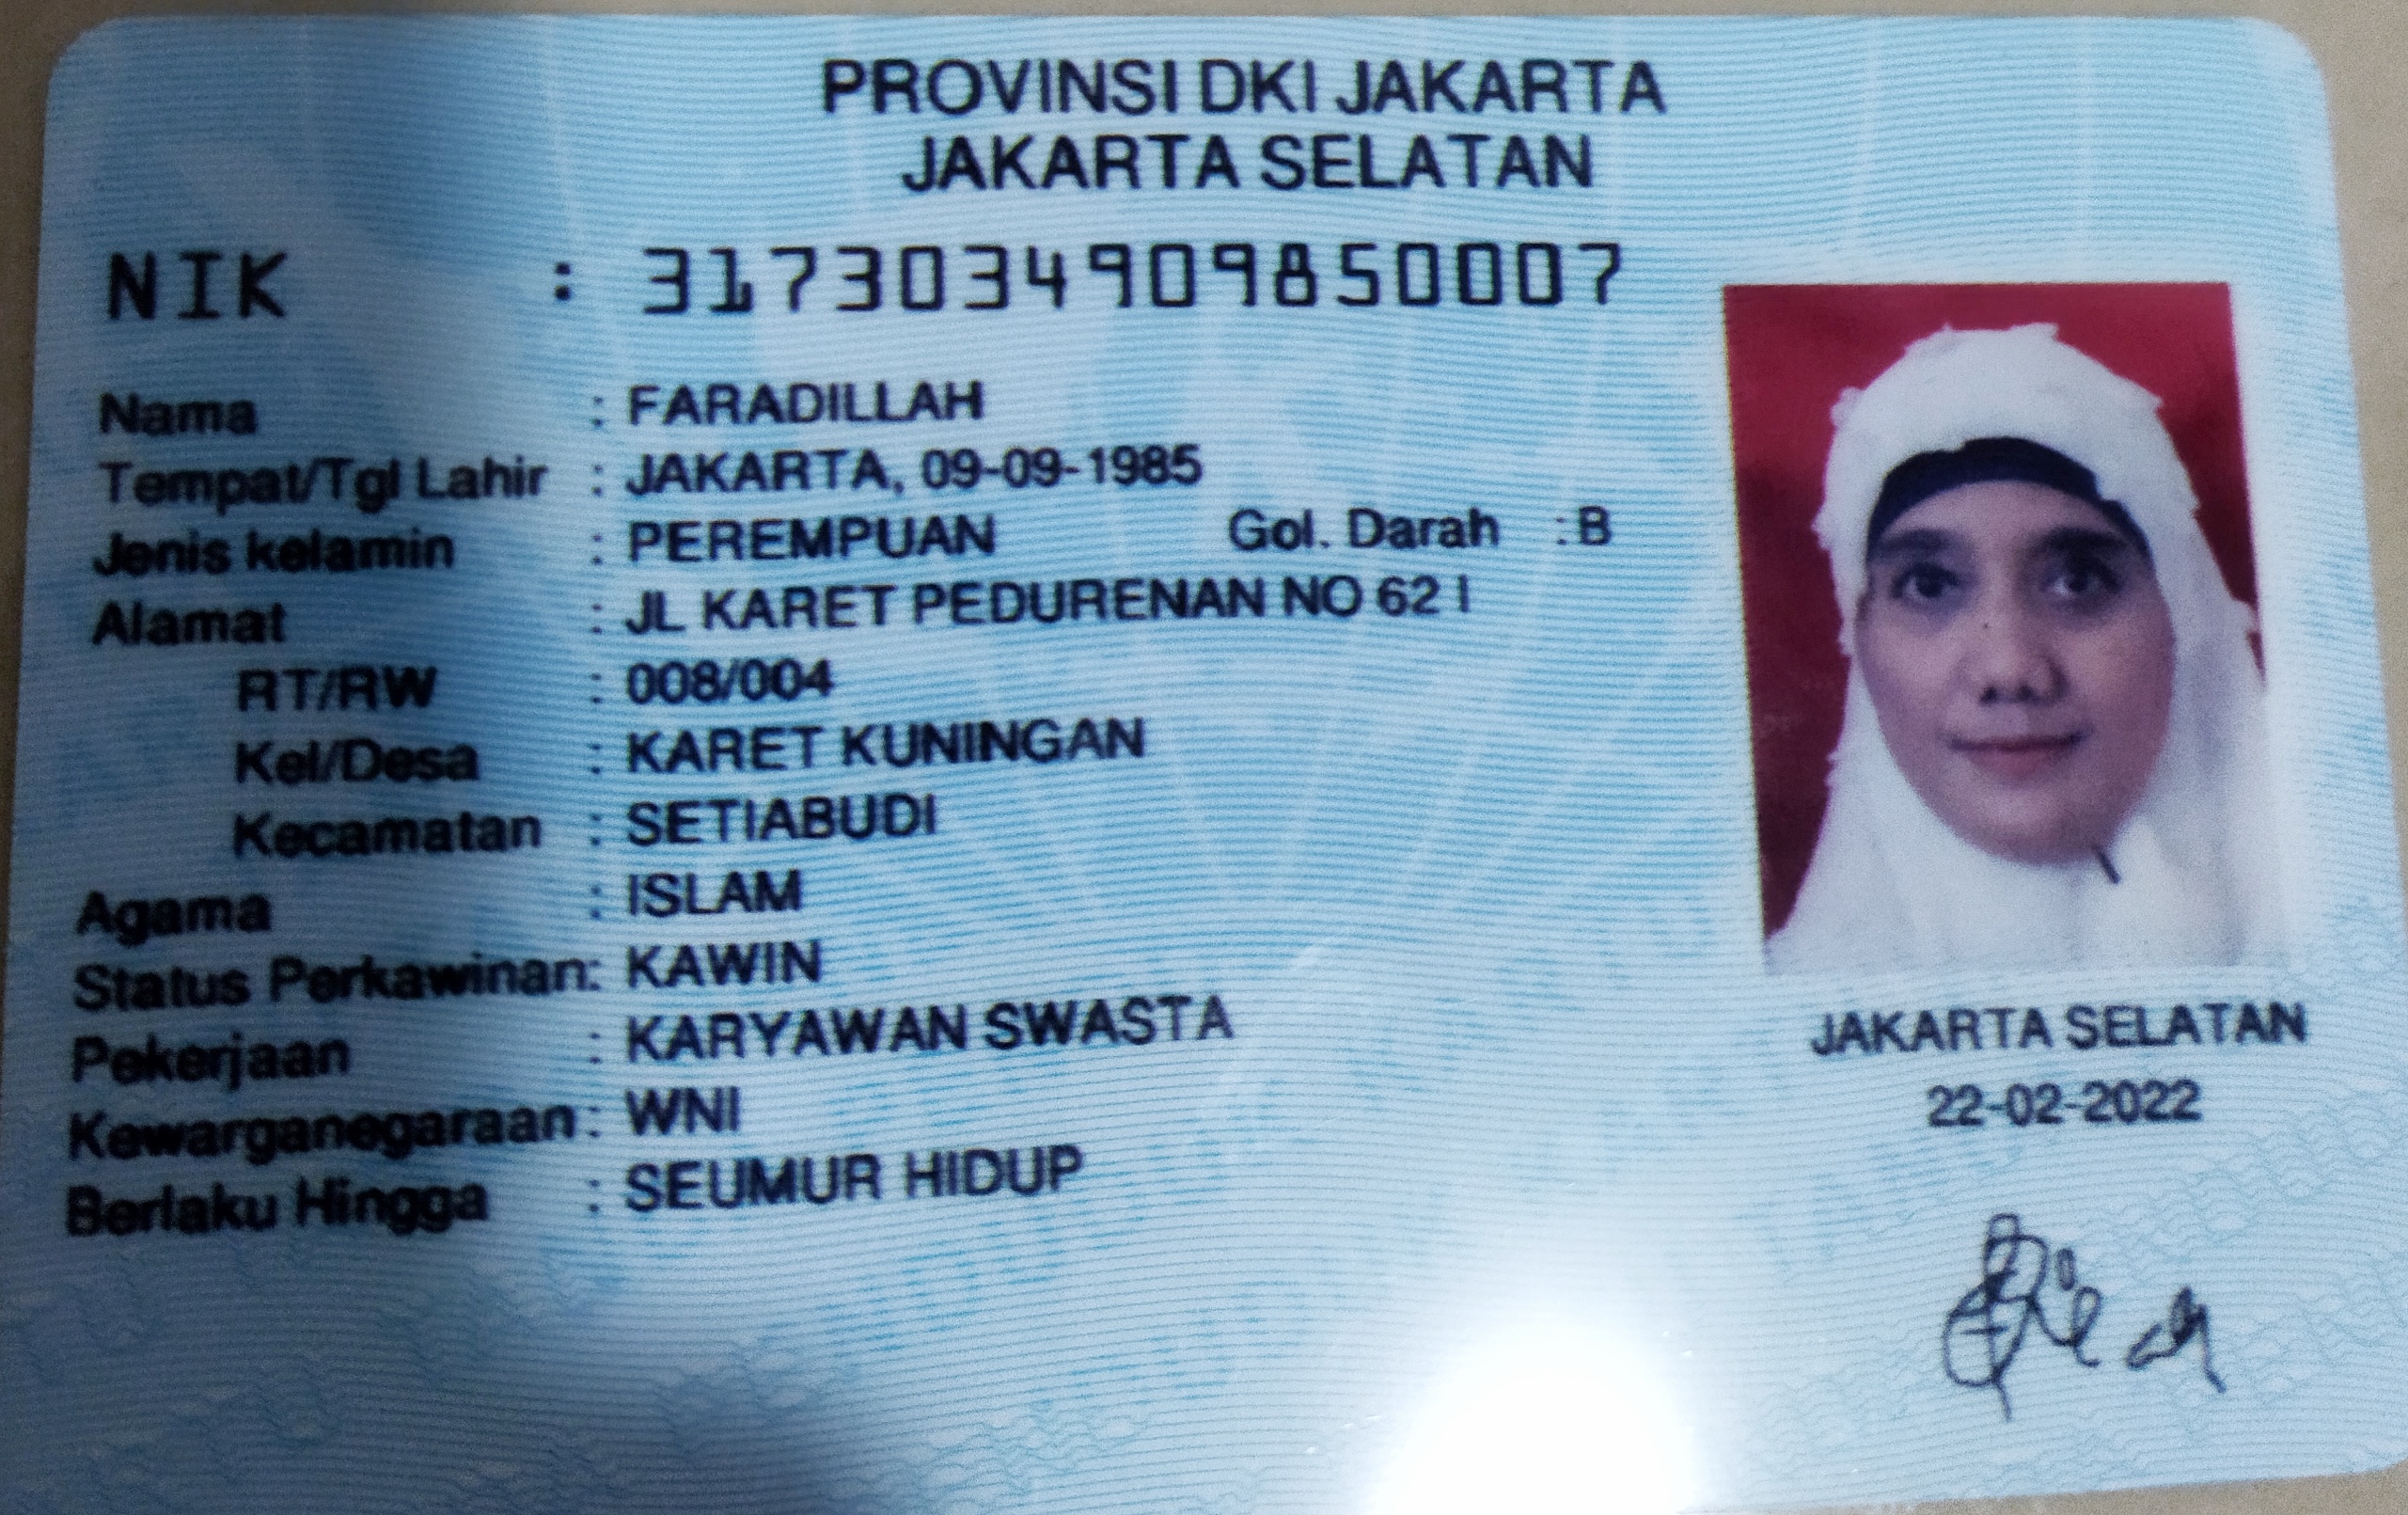 PROVINSI DKI JAKARTA
JAKARTA SELATAN
NIK : 3173034909850007
Nama : FARADILLAH
Tempat/Tgl Lahir : JAKARTA, 09-09-1985
Jenis kelamin : PEREMPUAN Gol. Darah : B
Alamat : JL KARET PEDURENAN NO 62 I
RT/RW : 008/004
Kel/Desa : KARET KUNINGAN
Kecamatan : SETIABUDI
Agama : ISLAM
Status Perkawinan: KAWIN
Pekerjaan : KARYAWAN SWASTA
Kewarganegaraan: WNI
Berlaku Hingga : SEUMUR HIDUP
JAKARTA SELATAN
22-02-2022